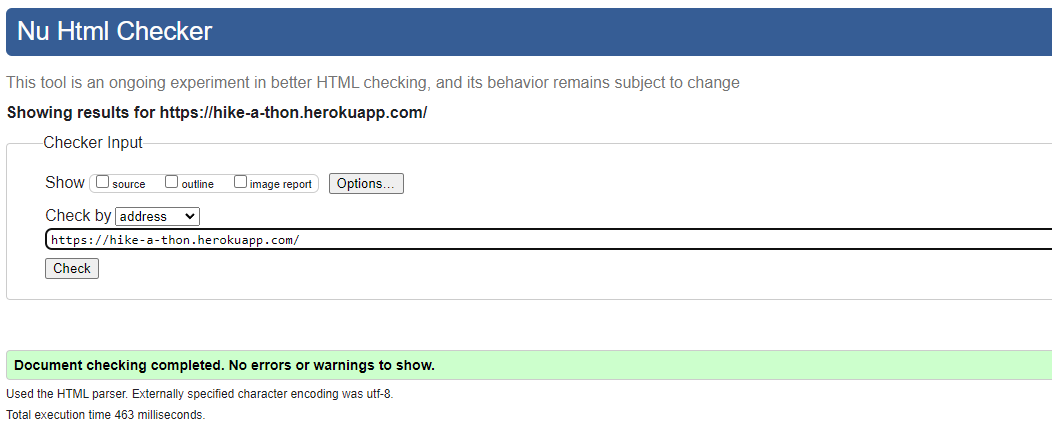 Nu Html Checker
This tool is an ongoing experiment in better HTML checking, and its behavior remains subject to change
Showing results for https://hike-a-thon.herokuapp.com/
Checker Input
Show source outline image report Options...
Check by address
https://hike-a-thon.herokuapp.com/
Check
Document checking completed. No errors or warnings to show.
Used the HTML parser. Externally specified character encoding was utf-8.
Total execution time 463 milliseconds.